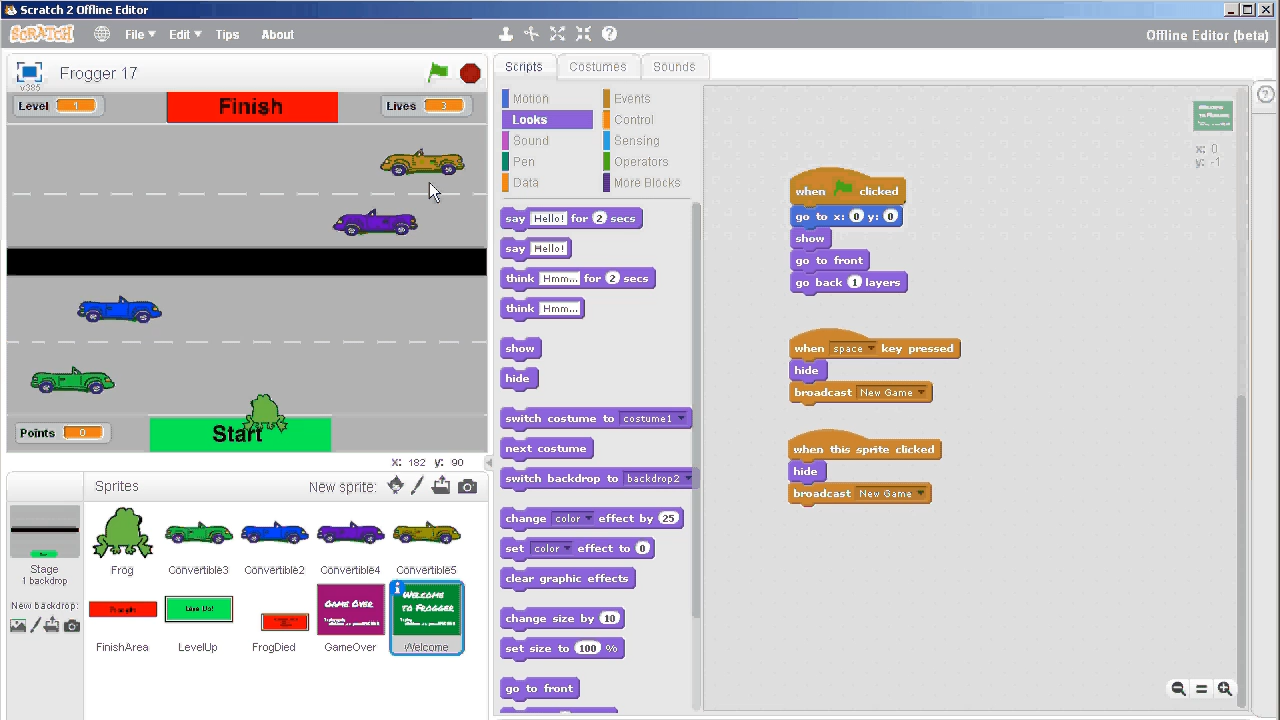 Scratch 2 Offline Editor
SCRATCH File Edit Tips About Offline Editor (beta)
v385 Frogger 17
Scripts Costumes Sounds
Level 1 Finish Lives 3
Motion Events
Looks Control
Sound Sensing
Pen Operators
Data More Blocks
say Hello! for 2 secs
say Hello!
think Hmm... for 2 secs
think Hmm...
show
hide
switch costume to costume1
next costume
switch backdrop to backdrop2
change color effect by 25
set color effect to 0
clear graphic effects
change size by 10
set size to 100 %
go to front
Points 0 Start
x: 182 y: 90
when clicked
go to x: 0 y: 0
show
go to front
go back 1 layers
when space key pressed
hide
broadcast New Game
when this sprite clicked
hide
broadcast New Game
WELCOME
TO FROGGER
x: 0
y: -1
Sprites New sprite:
Stage
1 backdrop
New backdrop:
Frog Convertible3 Convertible2 Convertible4 Convertible5
Level Up!
GAME OVER
WELCOME
TO FROGGER
FinishArea LevelUp FrogDied GameOver Welcome